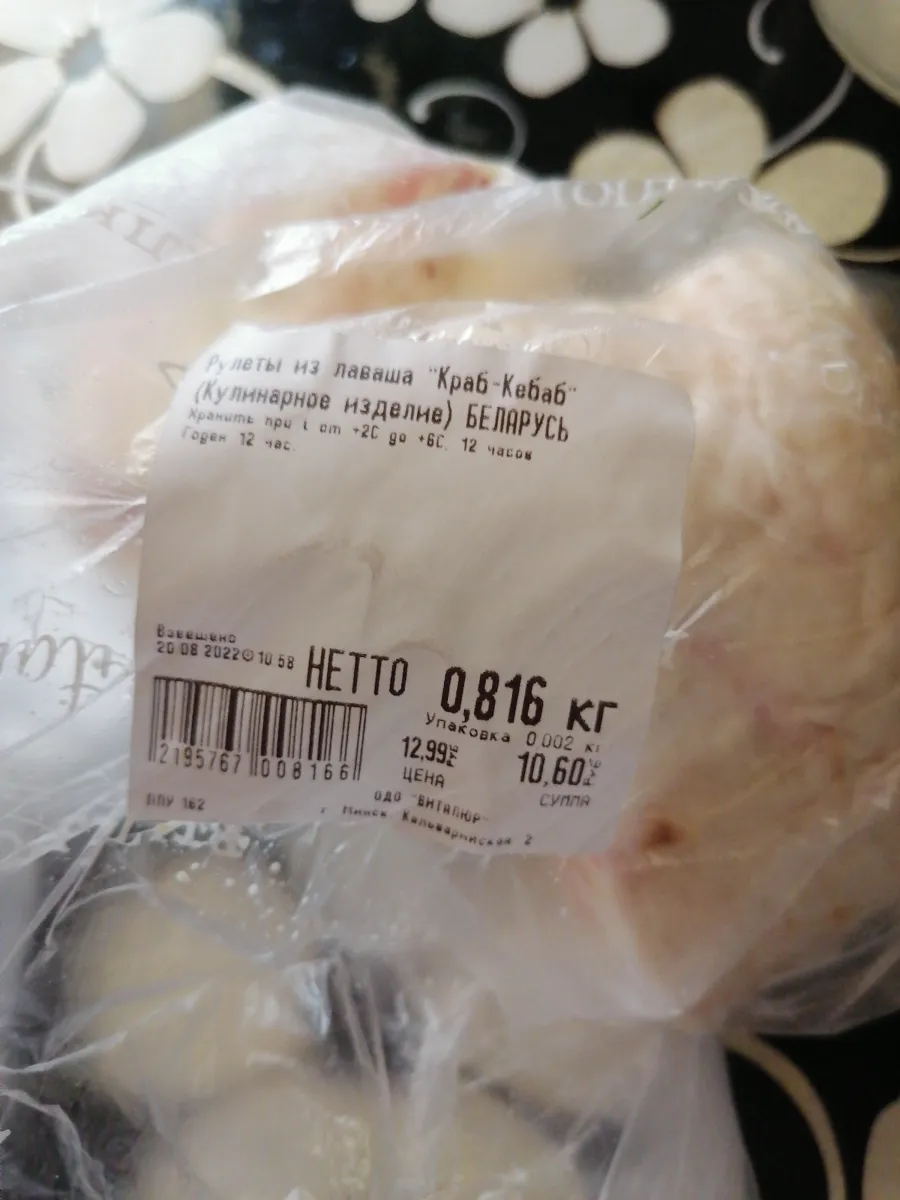 Рулеты из лаваша "Краб-Кебаб"
(Кулинарное изделие) БЕЛАРУСЬ
Хранить при t от +2С до +6С. 12 часов
Годен 12 час.
Взвешено
20.08.2022 10:58
НЕТТО 0,816 кг
Упаковка 0.002 кг
12,99 10,60
ЦЕНА СУММА
2195767 008166
ППУ 162
ОДО "ВИТАЛЮР"
г. Минск, Кальварийская 2